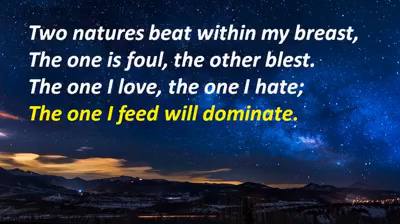 Two natures beat within my breast,
The one is foul, the other blest.
The one I love, the one I hate;
The one I feed will dominate.